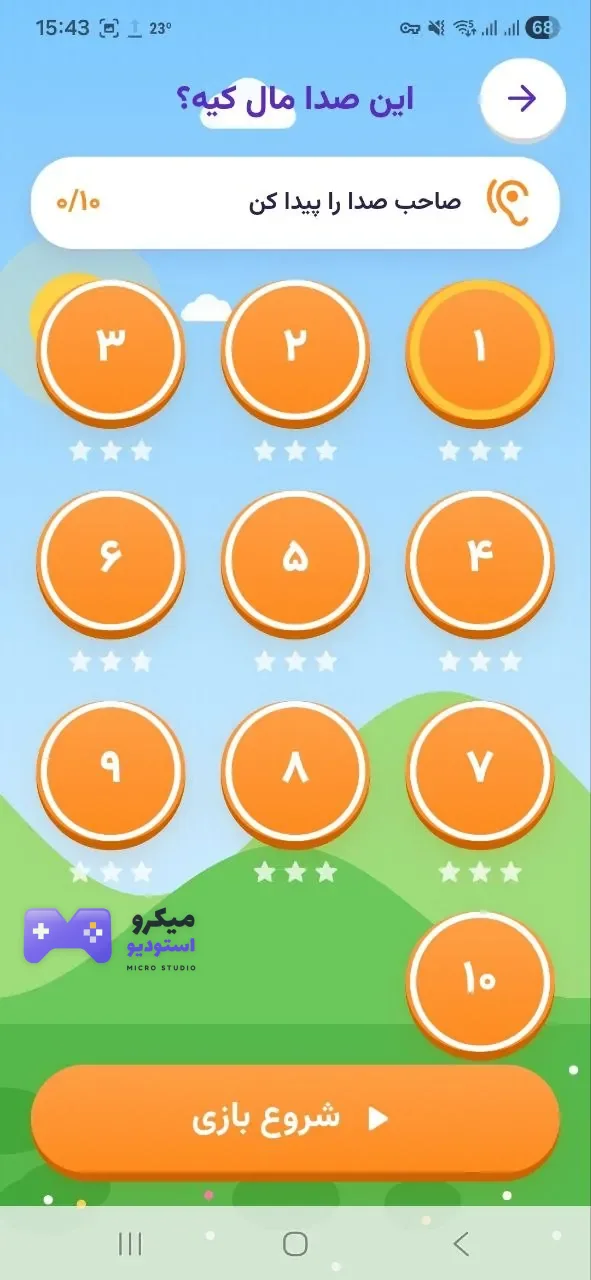 15:43 23°
68
این صدا مال کیه؟
صاحب صدا را پیدا کن
۰/۱۰
۱
۲
۳
۴
۵
۶
۷
۸
۹
۱۰
میکرو
استودیو
MICRO STUDIO
شروع بازی